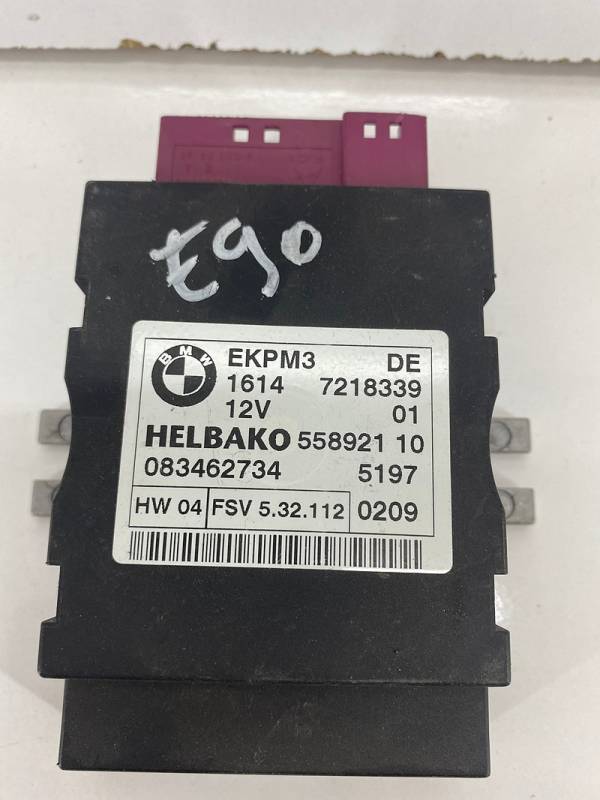 E90
BMW
EKPM3 DE
1614 7218339
12V 01
HELBAKO 558921 10
083462734 5197
HW 04 FSV 5.32.112 0209